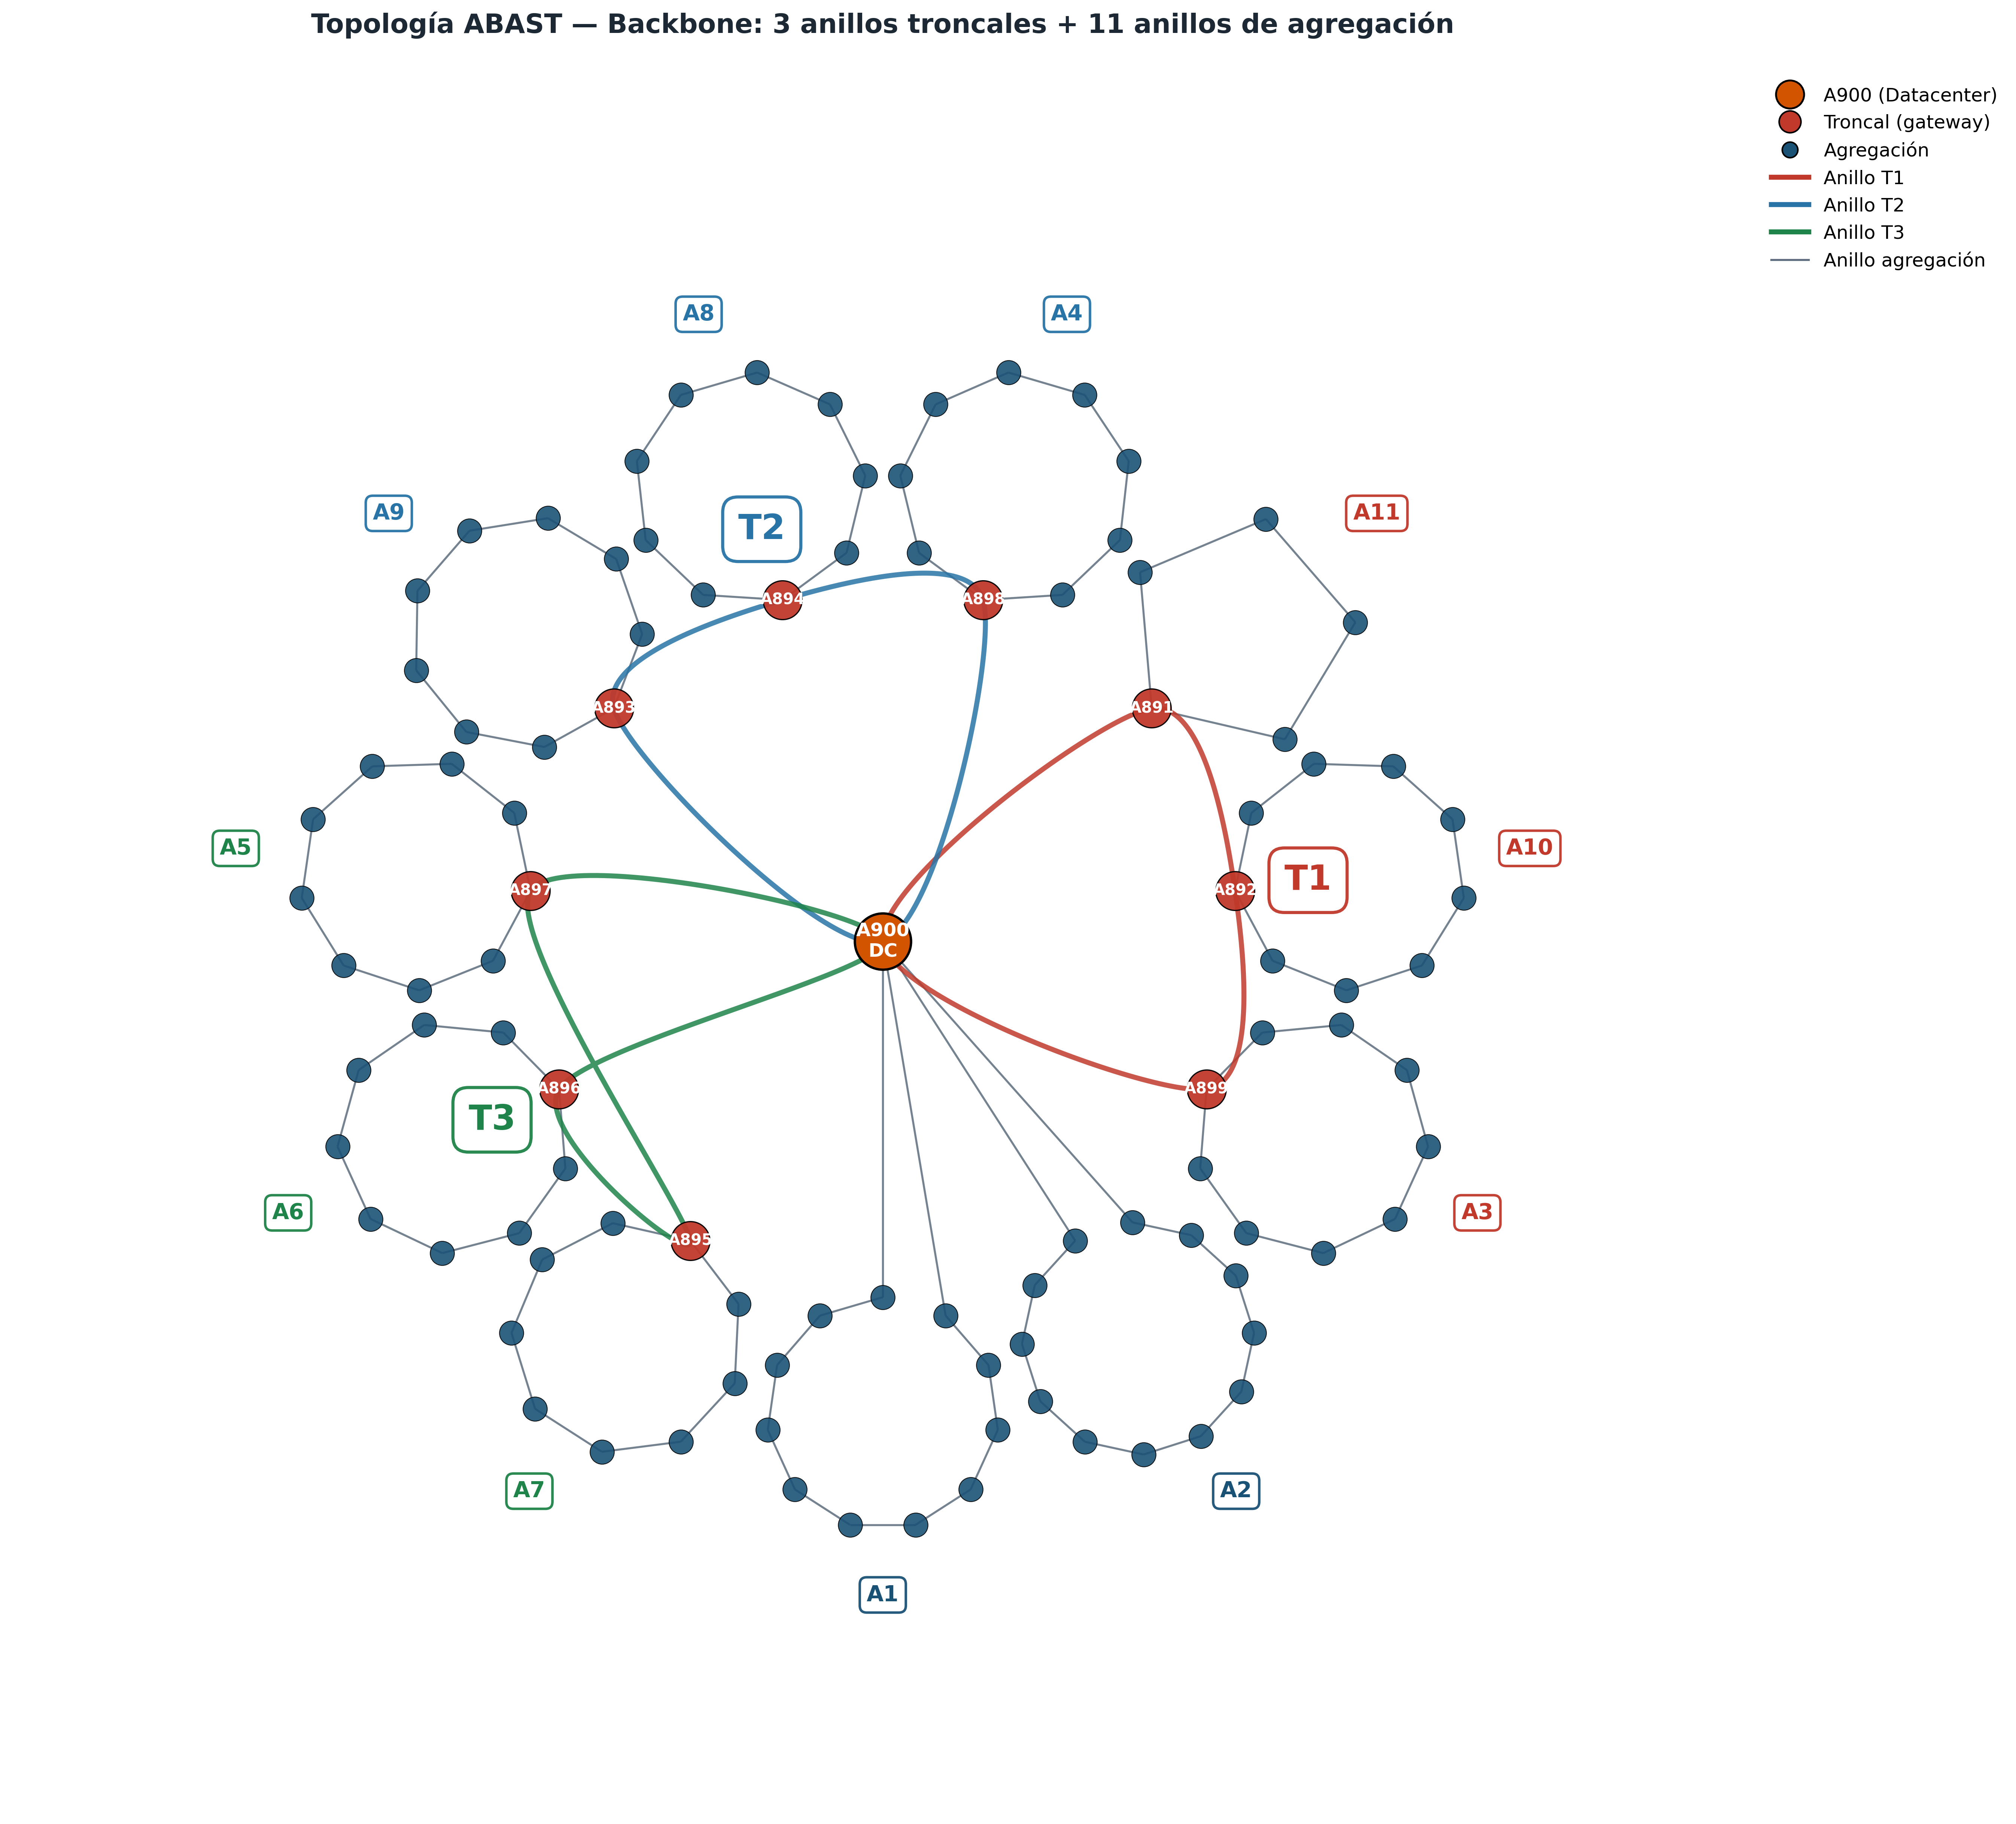 Topología ABAST — Backbone: 3 anillos troncales + 11 anillos de agregación
A900 (Datacenter)
Troncal (gateway)
Agregación
Anillo T1
Anillo T2
Anillo T3
Anillo agregación
A8
A4
A9
T2
A11
A894
A898
A893
A891
A5
A10
T1
A897
A892
A900
DC
A896
A899
T3
A6
A3
A895
A7
A2
A1